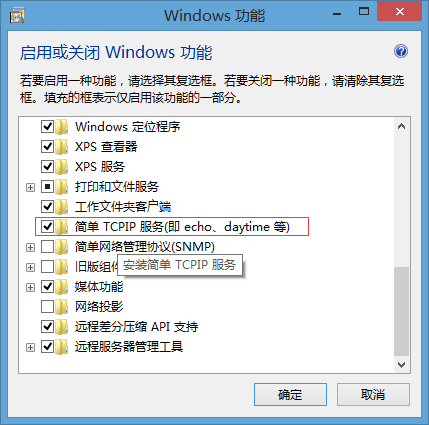 Windows 功能
启用或关闭 Windows 功能
若要启用一种功能，请选择其复选框。若要关闭一种功能，请清除其复选
框。填充的框表示仅启用该功能的一部分。
Windows 定位程序
XPS 查看器
XPS 服务
打印和文件服务
工作文件夹客户端
简单 TCPIP 服务(即 echo、daytime 等)
简单网络管理协议(SNMP)
旧版组件
安装简单 TCPIP 服务
媒体功能
网络投影
远程差分压缩 API 支持
远程服务器管理工具
确定
取消